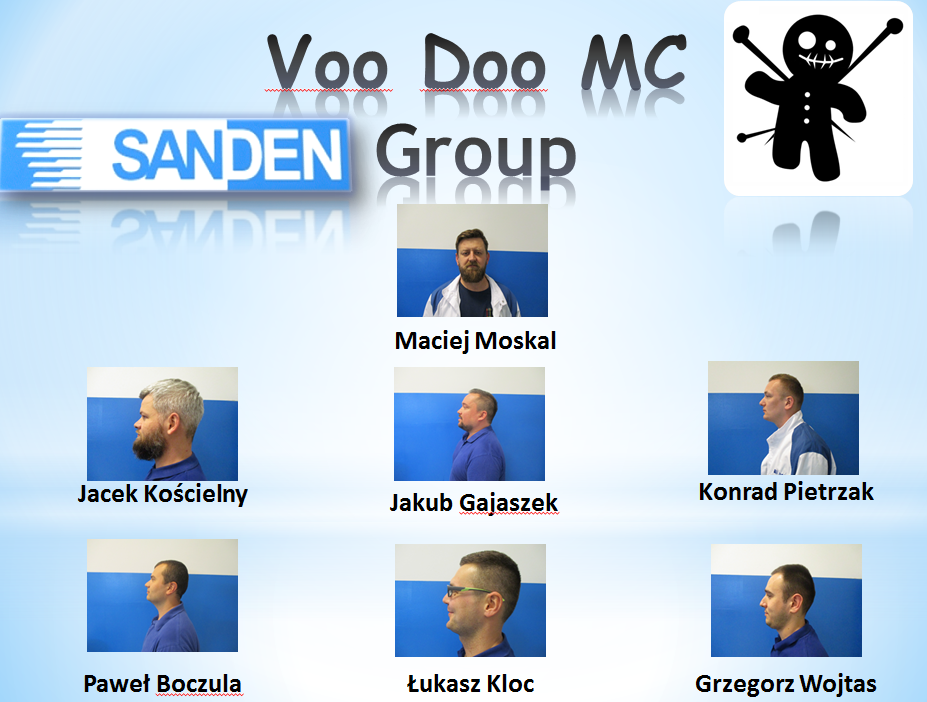 Voo Doo MC
SANDEN
Group
Maciej Moskal
Jacek Kościelny
Jakub Gajaszek
Konrad Pietrzak
Paweł Boczula
Łukasz Kloc
Grzegorz Wojtas